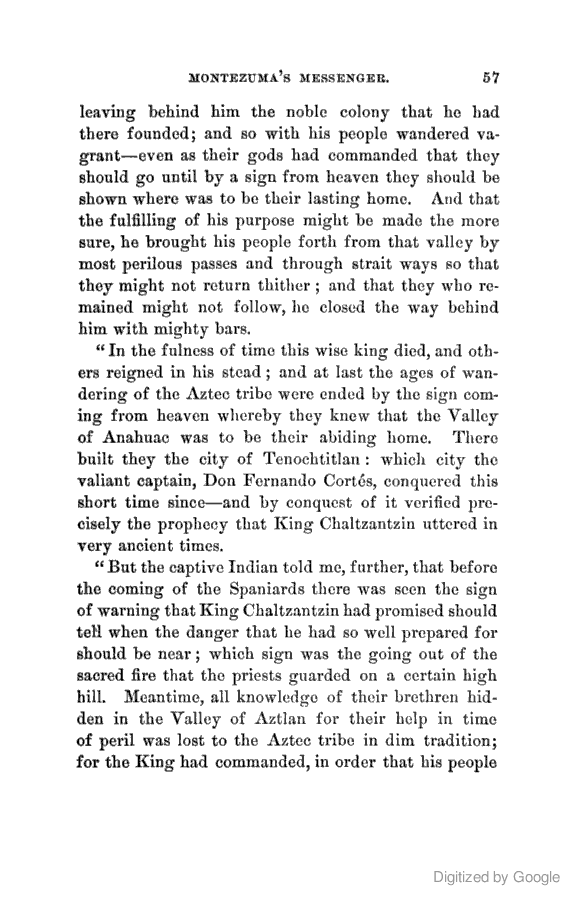 MONTEZUMA'S MESSENGER. 57
leaving behind him the noble colony that he had
there founded; and so with his people wandered va-
grant—even as their gods had commanded that they
should go until by a sign from heaven they should be
shown where was to be their lasting home. And that
the fulfilling of his purpose might be made the more
sure, he brought his people forth from that valley by
most perilous passes and through strait ways so that
they might not return thither; and that they who re-
mained might not follow, he closed the way behind
him with mighty bars.
"In the fulness of time this wise king died, and oth-
ers reigned in his stead; and at last the ages of wan-
dering of the Aztec tribe were ended by the sign com-
ing from heaven whereby they knew that the Valley
of Anahuac was to be their abiding home. There
built they the city of Tenochtitlan: which city the
valiant captain, Don Fernando Cortés, conquered this
short time since—and by conquest of it verified pre-
cisely the prophecy that King Chaltzantzin uttered in
very ancient times.
"But the captive Indian told me, further, that before
the coming of the Spaniards there was seen the sign
of warning that King Chaltzantzin had promised should
tell when the danger that he had so well prepared for
should be near; which sign was the going out of the
sacred fire that the priests guarded on a certain high
hill. Meantime, all knowledge of their brethren hid-
den in the Valley of Aztlan for their help in time
of peril was lost to the Aztec tribe in dim tradition;
for the King had commanded, in order that his people
Digitized by Google